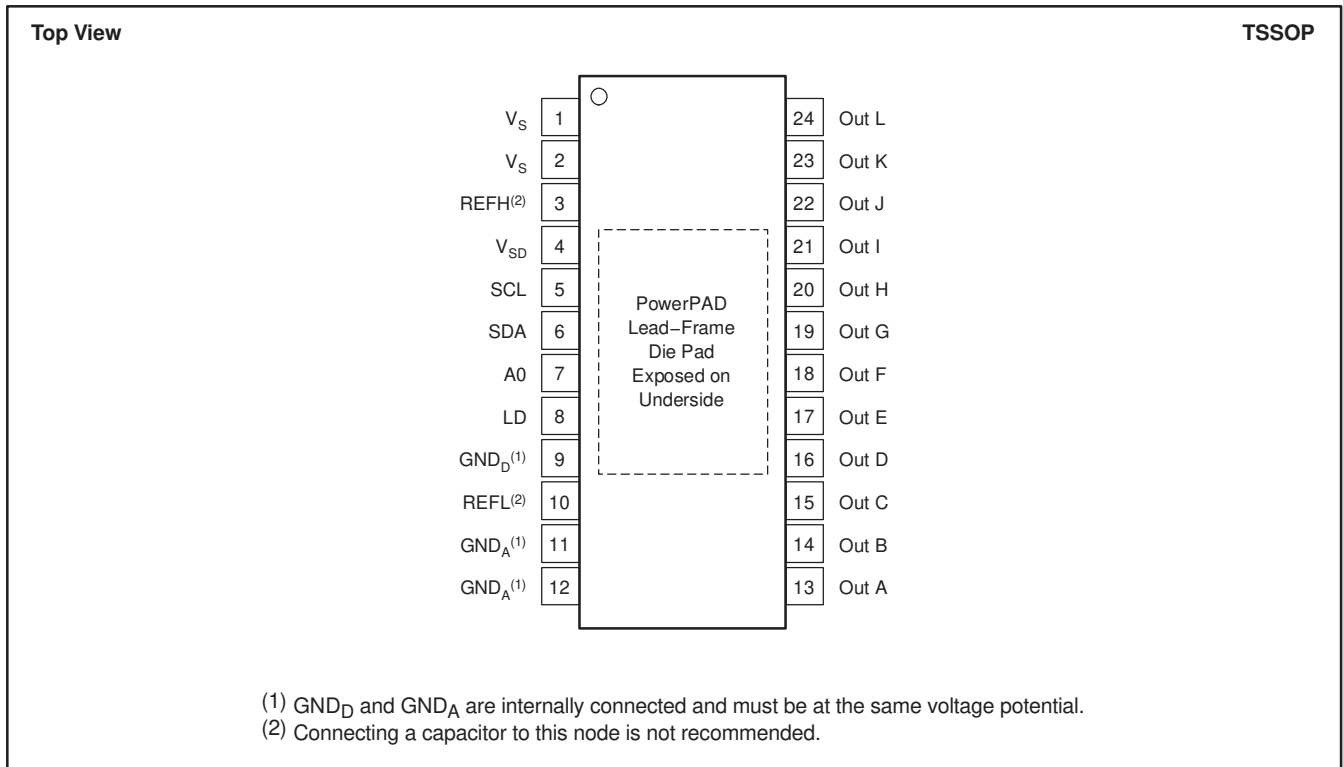 Top View TSSOP
V_S 1 24 Out L
V_S 2 23 Out K
REFH(2) 3 22 Out J
V_SD 4 21 Out I
SCL 5 20 Out H
SDA 6 19 Out G
A0 7 18 Out F
LD 8 17 Out E
GND_D(1) 9 16 Out D
REFL(2) 10 15 Out C
GND_A(1) 11 14 Out B
GND_A(1) 12 13 Out A
PowerPAD
Lead−Frame
Die Pad
Exposed on
Underside
(1) GND_D and GND_A are internally connected and must be at the same voltage potential.
(2) Connecting a capacitor to this node is not recommended.